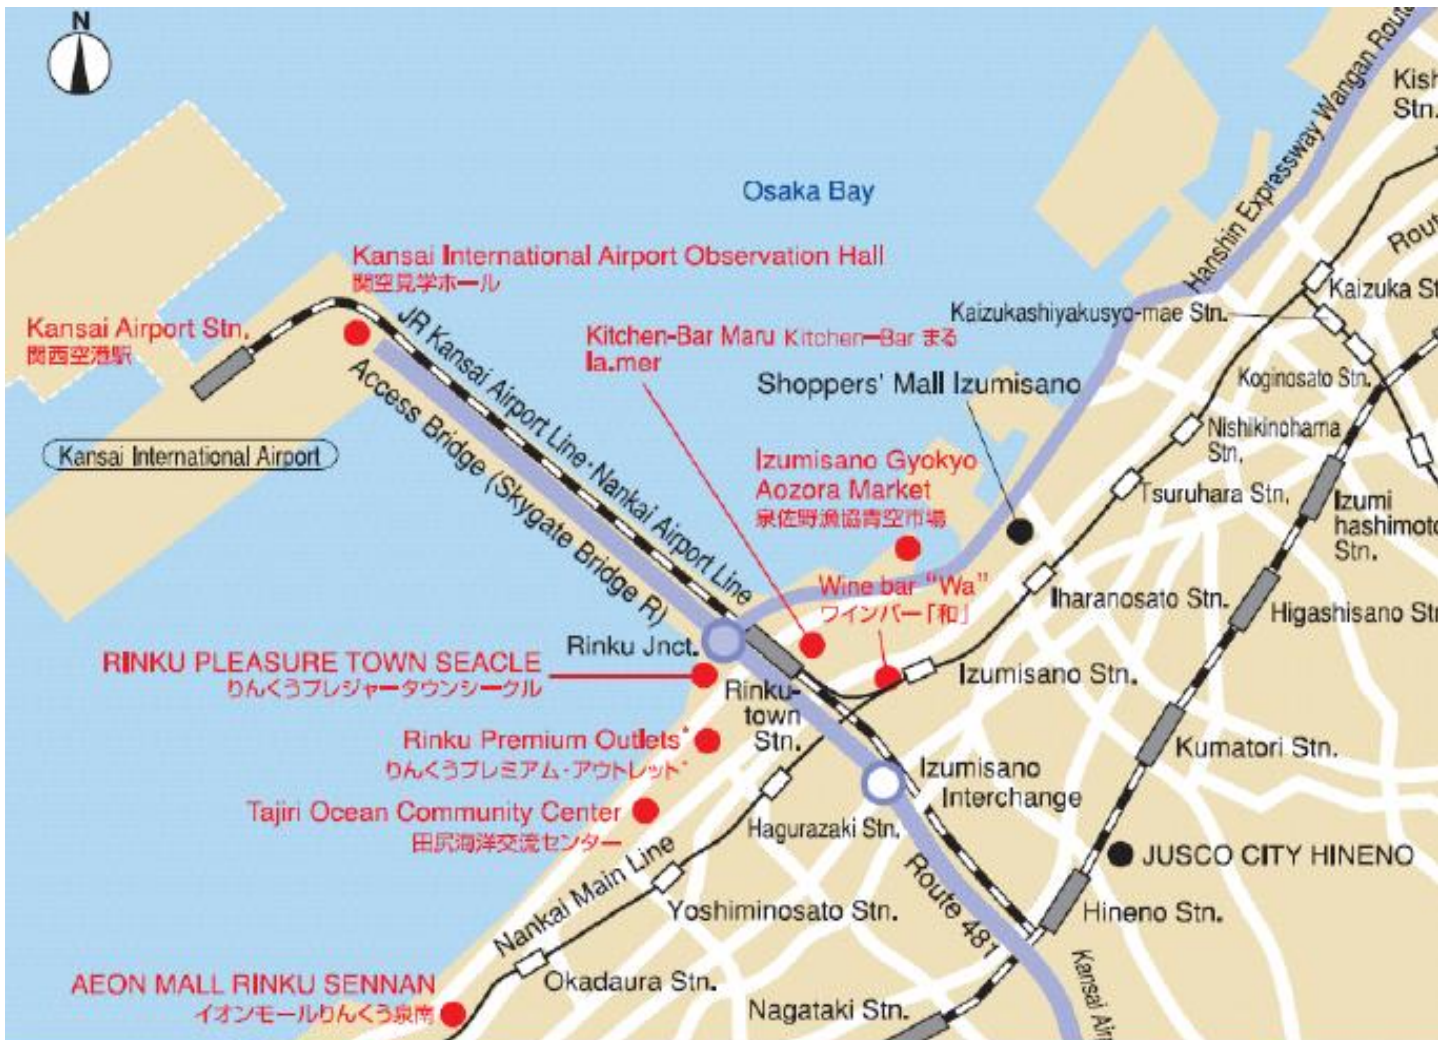 N
Osaka Bay
Hanshin Expressway Wangan Route
Kish
Stn.
Rout
Kansai International Airport Observation Hall
関空見学ホール
Kansai Airport Stn.
関西空港駅
JR Kansai Airport Line・Nankai Airport Line
Access Bridge (Skygate Bridge R)
Kansai International Airport
Kitchen-Bar Maru Kitchen-Bar まる
la.mer
Shoppers' Mall Izumisano
Kaizukashiyakusyo-mae Stn.
Kaizuka St
Koginosato Stn.
Nishikinohama
Stn.
Tsuruhara Stn.
Izumi
hashimoto
Stn.
Izumisano Gyokyo
Aozora Market
泉佐野漁協青空市場
Wine bar "Wa"
ワインバー「和」
Iharanosato Stn.
Higashisano Stn
Rinku Jnct.
RINKU PLEASURE TOWN SEACLE
りんくうプレジャータウンシークル
Rinku-
town
Stn.
Izumisano Stn.
Rinku Premium Outlets*
りんくうプレミアム・アウトレット*
Kumatori Stn.
Izumisano
Interchange
Tajiri Ocean Community Center
田尻海洋交流センター
Hagurazaki Stn.
JUSCO CITY HINENO
Nankai Main Line
Yoshiminosato Stn.
Route 481
Hineno Stn.
AEON MALL RINKU SENNAN
イオンモールりんくう泉南
Okadaura Stn.
Nagataki Stn.
Kansai Air